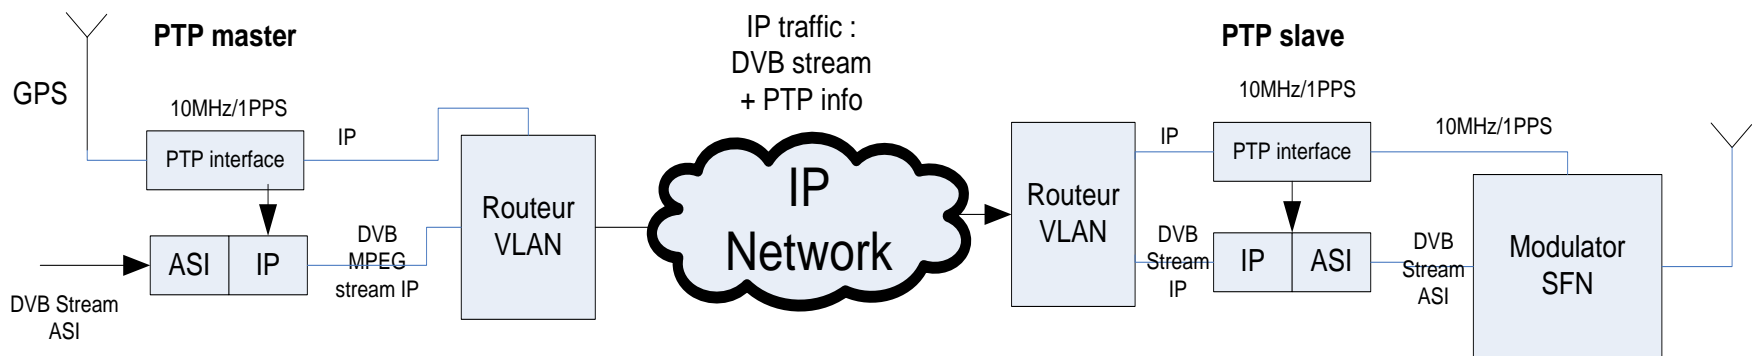 PTP master
GPS
10MHz/1PPS
PTP interface
IP
ASI
IP
DVB Stream
ASI
DVB
MPEG
stream IP
Routeur
VLAN
IP traffic :
DVB stream
+ PTP info
IP
Network
PTP slave
10MHz/1PPS
Routeur
VLAN
IP
PTP interface
10MHz/1PPS
DVB
Stream
IP
IP
ASI
DVB
Stream
ASI
Modulator
SFN